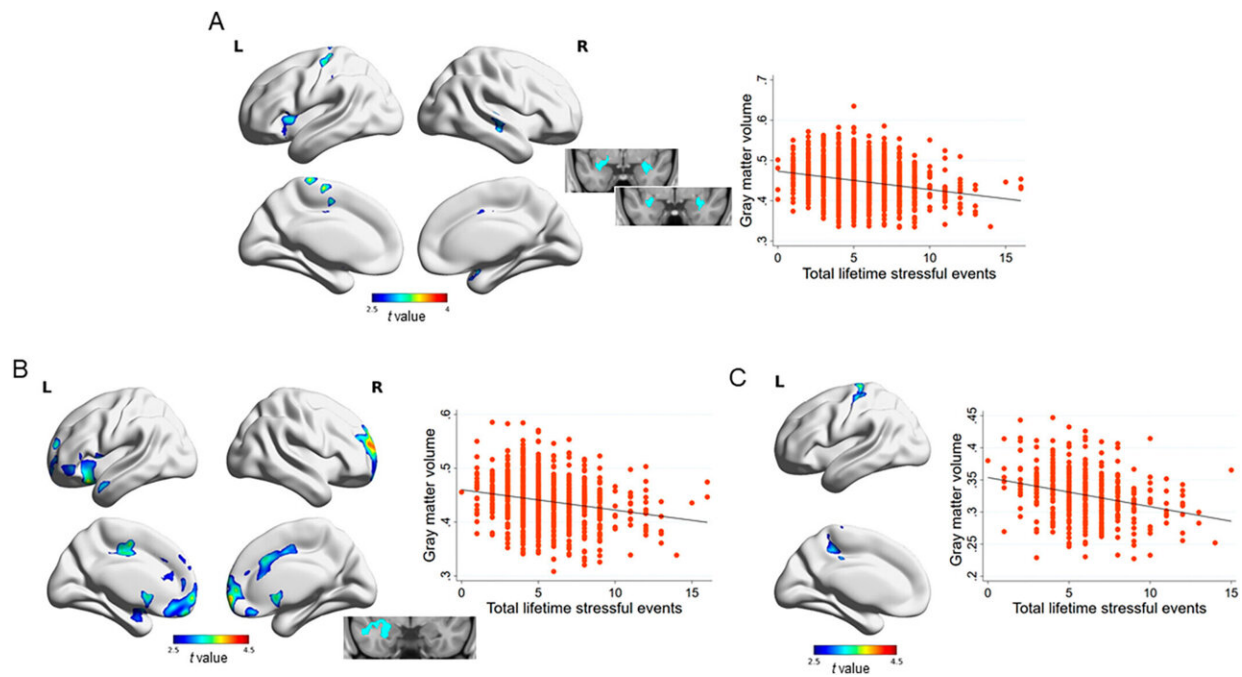 A
L
R
2.5
4
t value
Gray matter volume
.7
.6
.5
.4
.3
0
5
10
15
Total lifetime stressful events
B
L
R
2.5
4.5
t value
Gray matter volume
.6
.5
.4
.3
0
5
10
15
Total lifetime stressful events
C
L
2.5
4.5
t value
Gray matter volume
.45
.4
.35
.3
.25
.2
0
5
10
15
Total lifetime stressful events